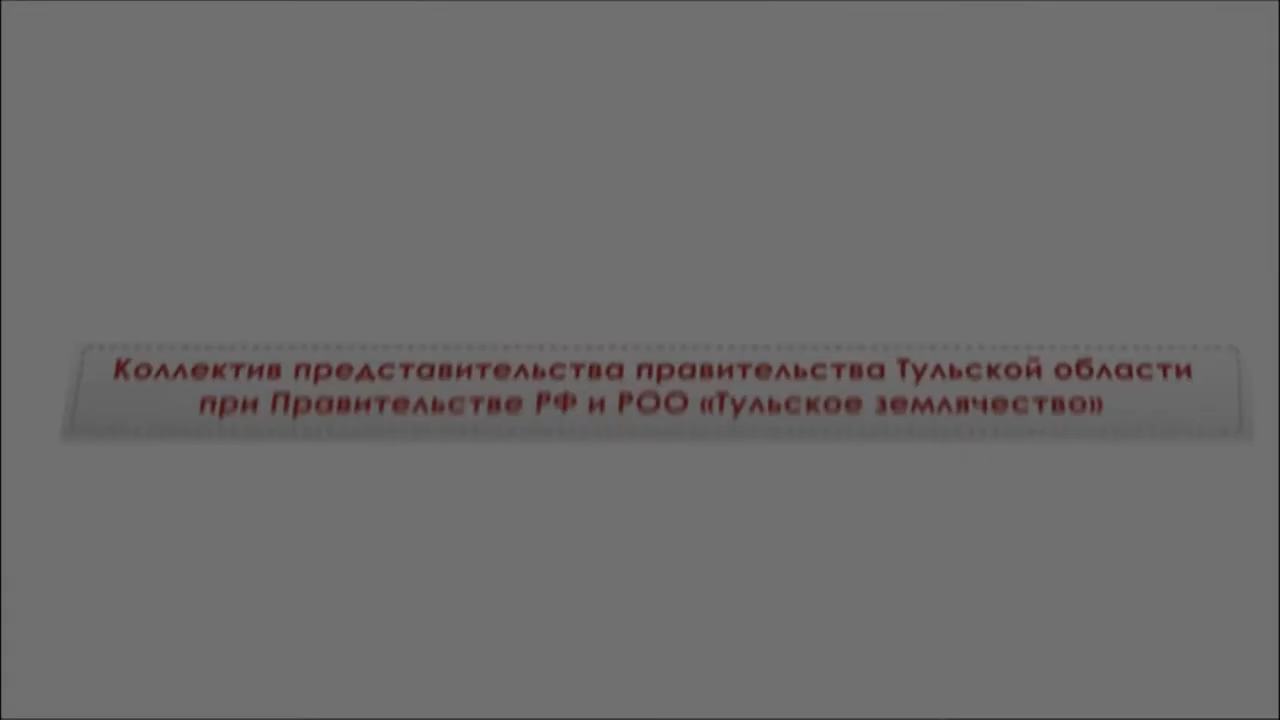 Коллектив представительства правительства Тульской области
при Правительстве РФ и РОО «Тульское землячество»